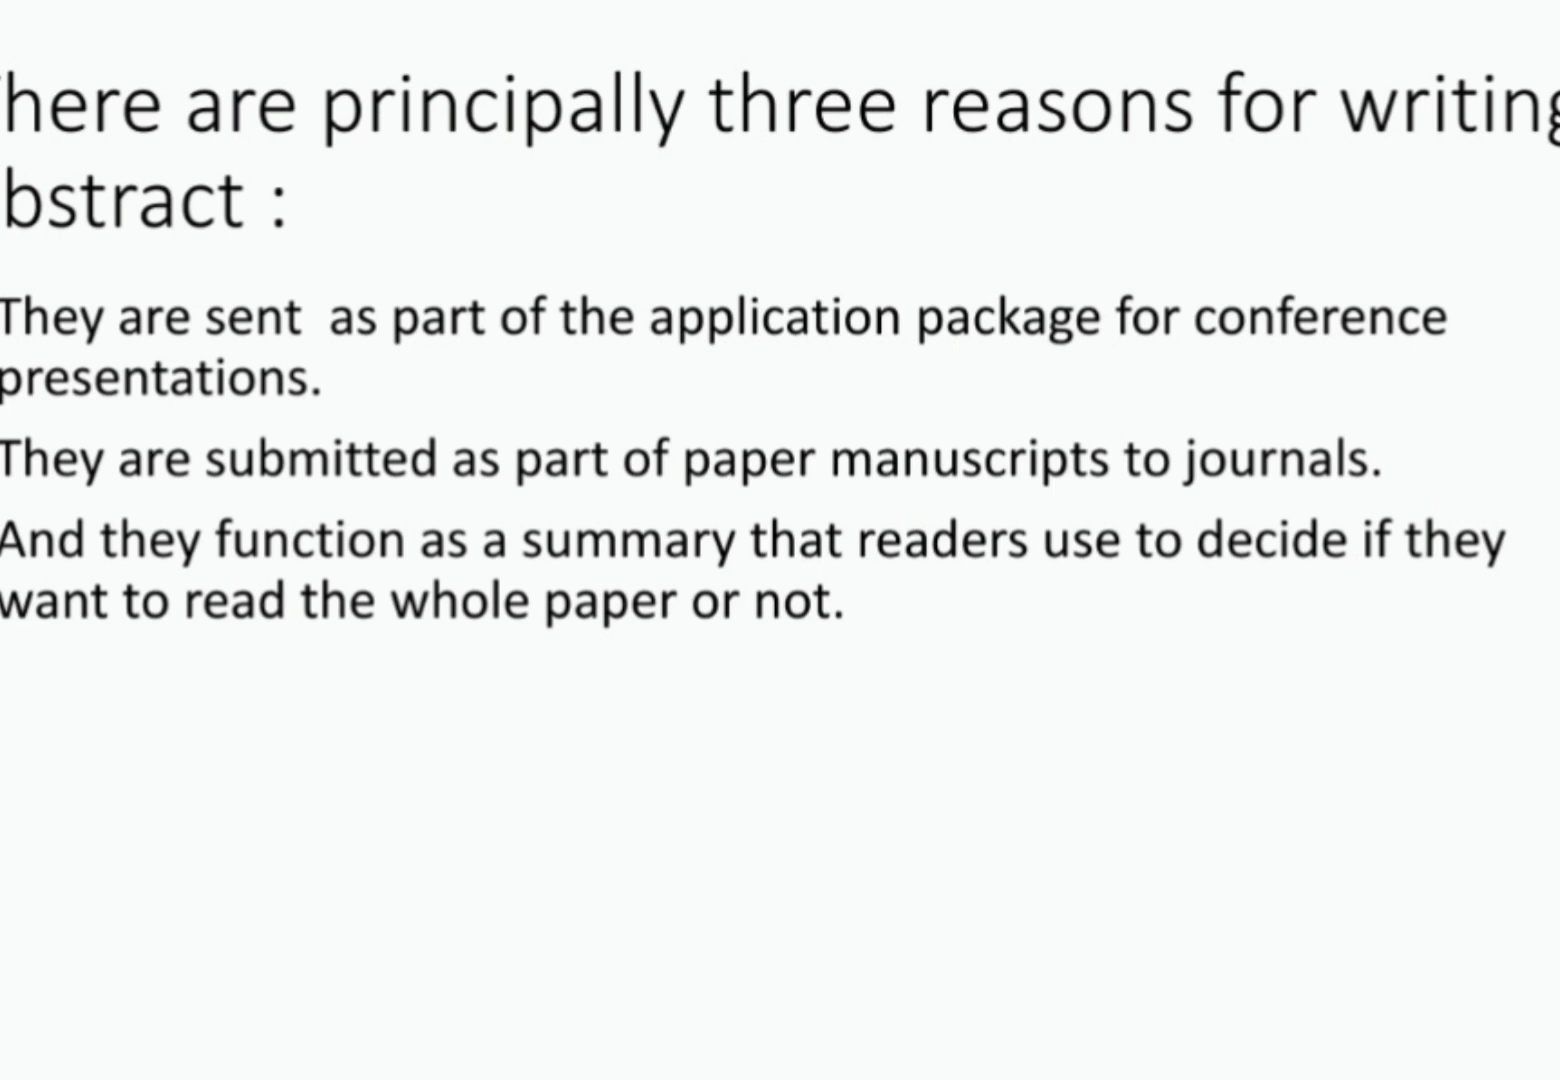 here are principally three reasons for writing
bstract :
They are sent as part of the application package for conference
presentations.
They are submitted as part of paper manuscripts to journals.
And they function as a summary that readers use to decide if they
want to read the whole paper or not.